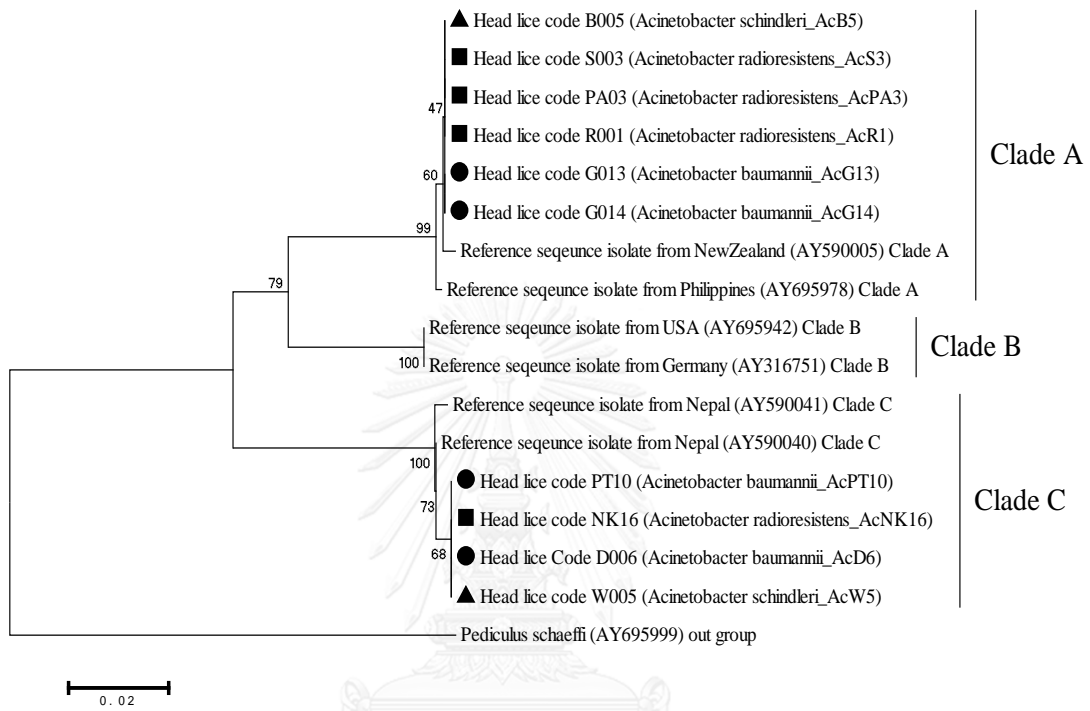 Head lice code B005 (Acinetobacter schindleri_AcB5)
Head lice code S003 (Acinetobacter radioresistens_AcS3)
Head lice code PA03 (Acinetobacter radioresistens_AcPA3)
47
Head lice code R001 (Acinetobacter radioresistens_AcR1)
Clade A
Head lice code G013 (Acinetobacter baumannii_AcG13)
60
Head lice code G014 (Acinetobacter baumannii_AcG14)
99
Reference seqeunce isolate from NewZealand (AY590005) Clade A
79
Reference seqeunce isolate from Philippines (AY695978) Clade A
Reference seqeunce isolate from USA (AY695942) Clade B
Clade B
100
Reference seqeunce isolate from Germany (AY316751) Clade B
Reference seqeunce isolate from Nepal (AY590041) Clade C
Reference seqeunce isolate from Nepal (AY590040) Clade C
100
Head lice code PT10 (Acinetobacter baumannii_AcPT10)
Clade C
73
Head lice code NK16 (Acinetobacter radioresistens_AcNK16)
68
Head lice Code D006 (Acinetobacter baumannii_AcD6)
Head lice code W005 (Acinetobacter schindleri_AcW5)
Pediculus schaeffi (AY695999) out group
0.02